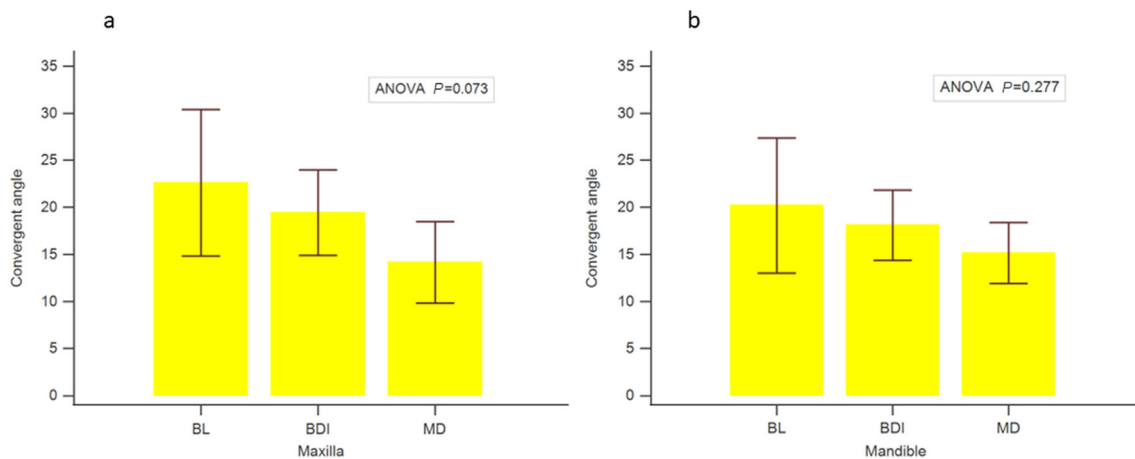 a
35
ANOVA P=0.073
30
25
20
15
10
5
0
Convergent angle
BL BDI MD
Maxilla
b
35
ANOVA P=0.277
30
25
20
15
10
5
0
Convergent angle
BL BDI MD
Mandible